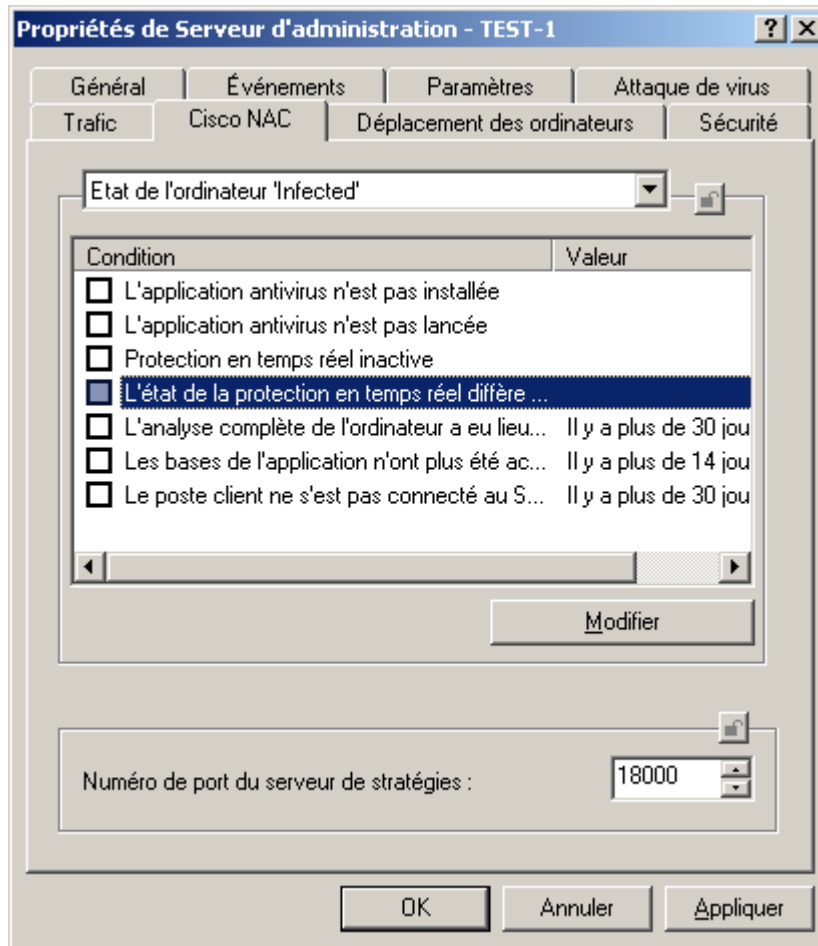 Propriétés de Serveur d'administration - TEST-1
Général Événements Paramètres Attaque de virus
Trafic Cisco NAC Déplacement des ordinateurs Sécurité
Etat de l'ordinateur 'Infected'
Condition Valeur
L'application antivirus n'est pas installée
L'application antivirus n'est pas lancée
Protection en temps réel inactive
L'état de la protection en temps réel diffère ...
L'analyse complète de l'ordinateur a eu lieu... Il y a plus de 30 jou
Les bases de l'application n'ont plus été ac... Il y a plus de 14 jou
Le poste client ne s'est pas connecté au S... Il y a plus de 30 jou
Modifier
Numéro de port du serveur de stratégies : 18000
OK Annuler Appliquer